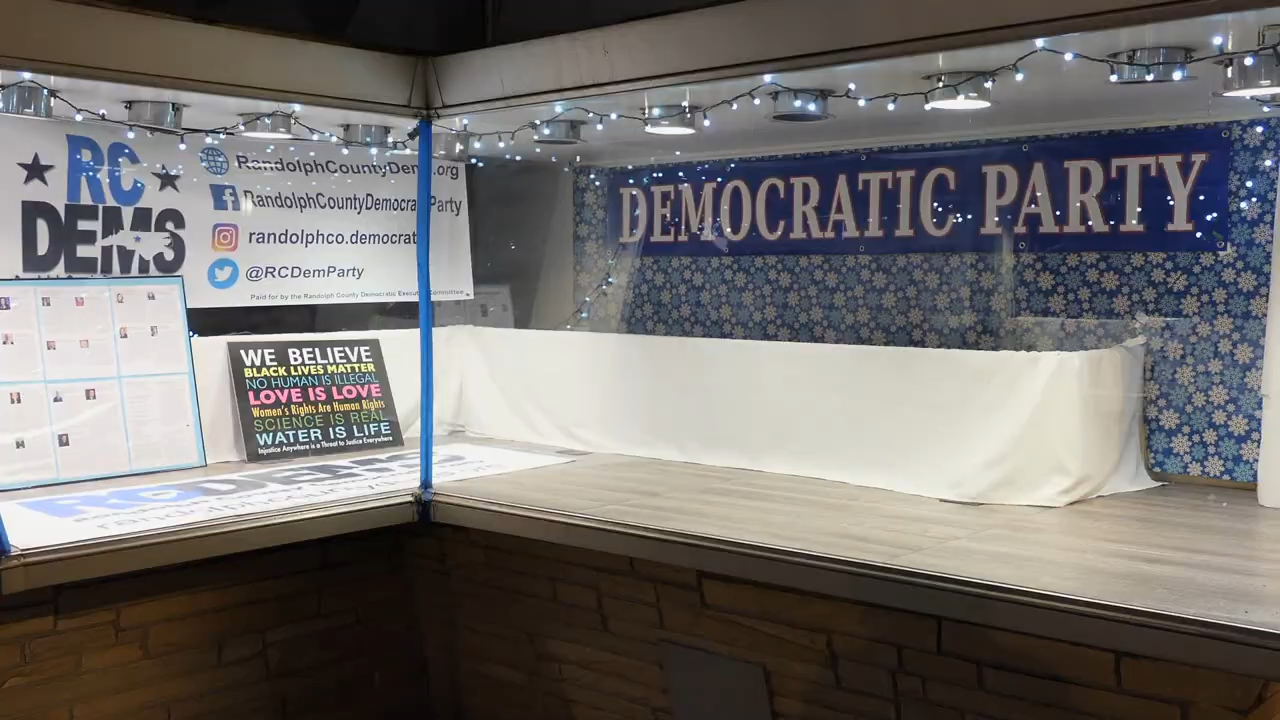 RC
DEMS
RandolphCountyDems.org
RandolphCountyDemocraticParty
randolphco.democrat
@RCDemParty
Paid for by the Randolph County Democratic Executive Committee
DEMOCRATIC PARTY
WE BELIEVE
BLACK LIVES MATTER
NO HUMAN IS ILLEGAL
LOVE IS LOVE
Women's Rights Are Human Rights
SCIENCE IS REAL
WATER IS LIFE
Injustice Anywhere is a Threat to Justice Everywhere
RCDEMS